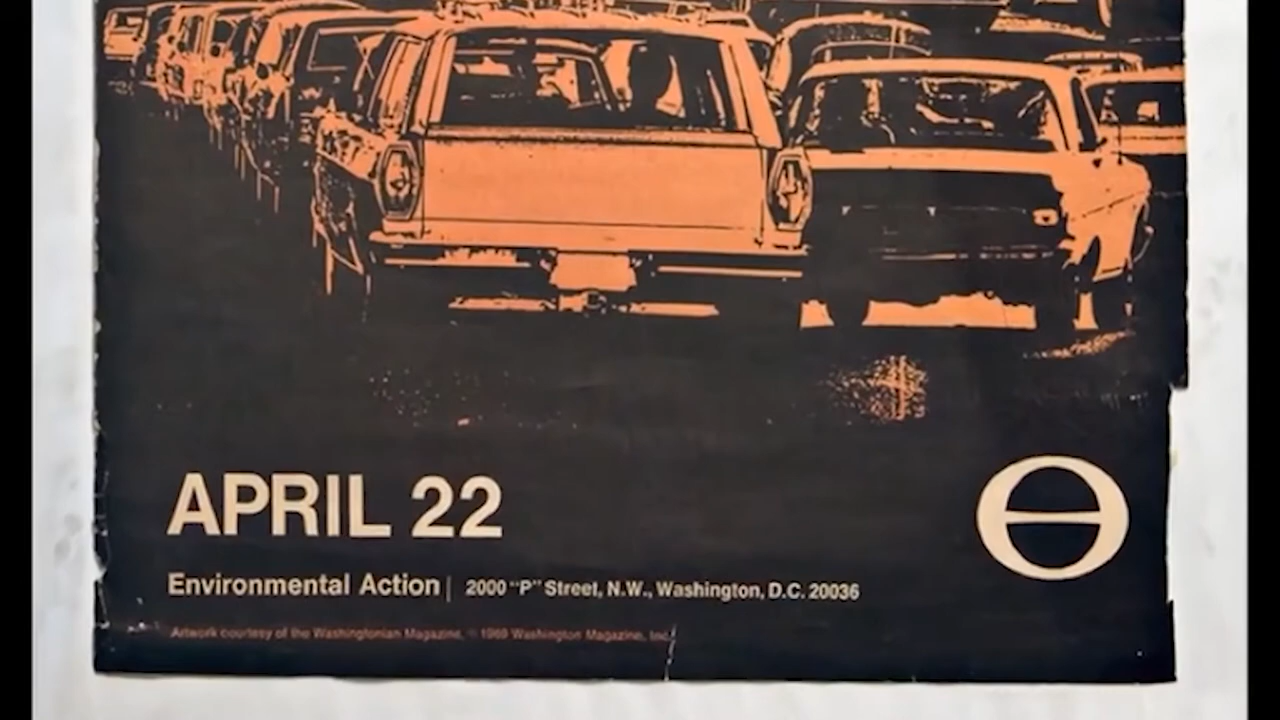 APRIL 22
Environmental Action | 2000 "P" Street, N.W., Washington, D.C. 20036
Artwork courtesy of the Washingtonian Magazine, © 1969 Washington Magazine, Inc.